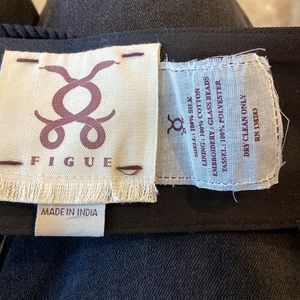 FIGUE
MADE IN INDIA
SHELL : 100% SILK
LINING : 100% COTTON
EMBROIDERY : GLASS BEADS
TASSEL : 100% POLYESTER
DRY CLEAN ONLY
RN 138283